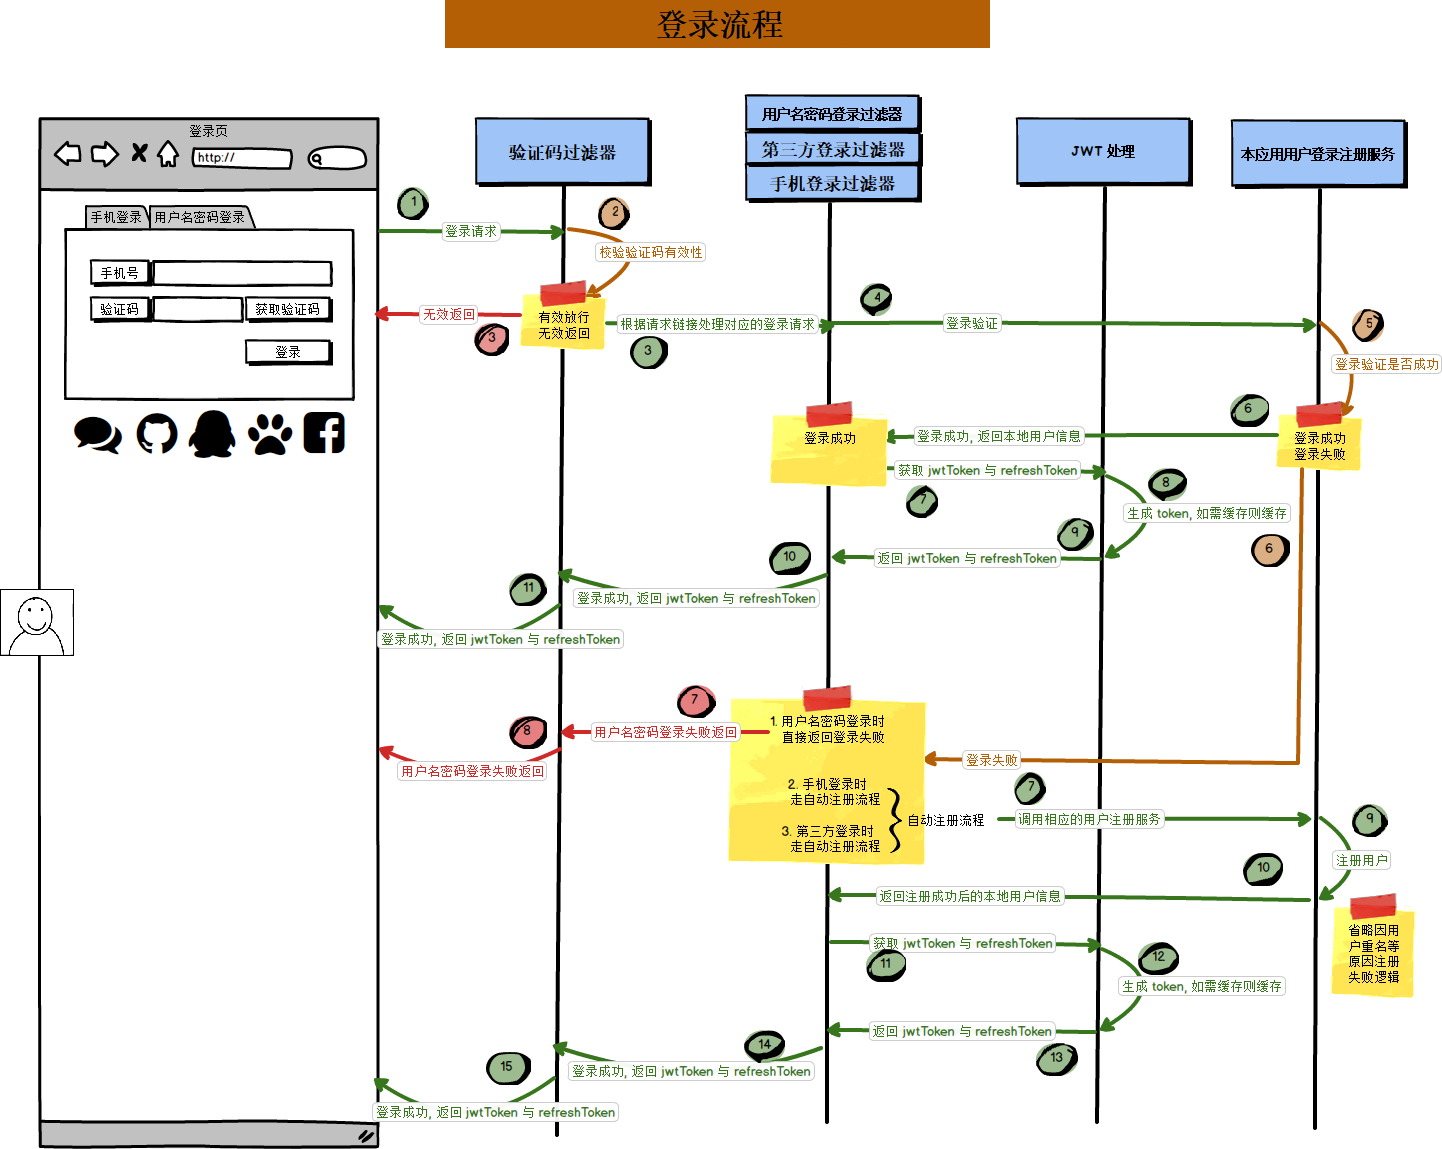 登录流程
登录页
http://
手机登录
用户名密码登录
手机号
验证码
获取验证码
登录
验证码过滤器
用户名密码登录过滤器
第三方登录过滤器
手机登录过滤器
JWT 处理
本应用用户登录注册服务
1
登录请求
2
校验验证码有效性
有效放行
无效返回
无效返回
3
根据请求链接处理对应的登录请求
3
4
登录验证
5
登录验证是否成功
登录成功
登录失败
6
登录成功, 返回本地用户信息
登录成功
获取 jwtToken 与 refreshToken
7
8
生成 token, 如需缓存则缓存
9
返回 jwtToken 与 refreshToken
6
10
登录成功, 返回 jwtToken 与 refreshToken
11
登录成功, 返回 jwtToken 与 refreshToken
7
用户名密码登录失败返回
8
用户名密码登录失败返回
1. 用户名密码登录时
直接返回登录失败
2. 手机登录时
走自动注册流程
3. 第三方登录时
走自动注册流程
自动注册流程
登录失败
7
调用相应的用户注册服务
9
注册用户
10
返回注册成功后的本地用户信息
省略因用
户重名等
原因注册
失败逻辑
获取 jwtToken 与 refreshToken
11
12
生成 token, 如需缓存则缓存
返回 jwtToken 与 refreshToken
13
14
登录成功, 返回 jwtToken 与 refreshToken
15
登录成功, 返回 jwtToken 与 refreshToken